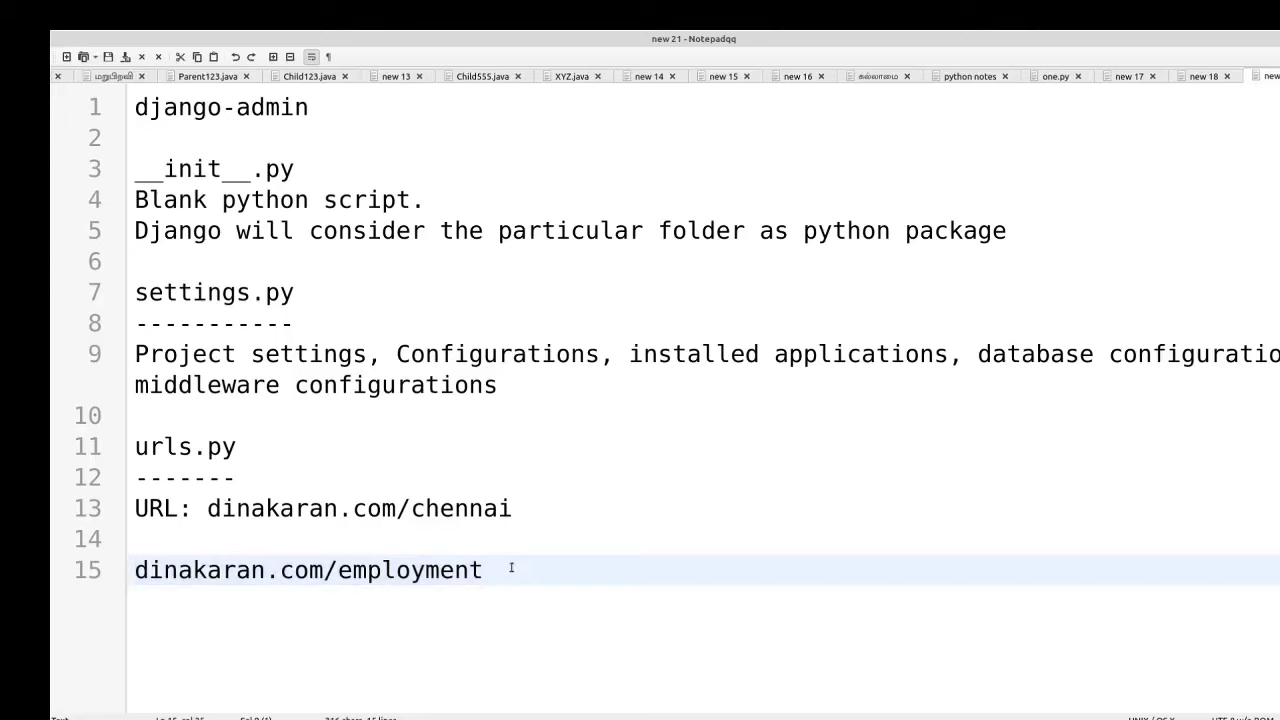 new 21 - Notepadqq
மறுபிறவி Parent123.java Child123.java new 13 Child555.java XYZ.java new 14 new 15 new 16 கல்லாமை python notes one.py new 17 new 18 new
1 django-admin
2
3 __init__.py
4 Blank python script.
5 Django will consider the particular folder as python package
6
7 settings.py
8 -----------
9 Project settings, Configurations, installed applications, database configuratio
middleware configurations
10
11 urls.py
12 -------
13 URL: dinakaran.com/chennai
14
15 dinakaran.com/employment